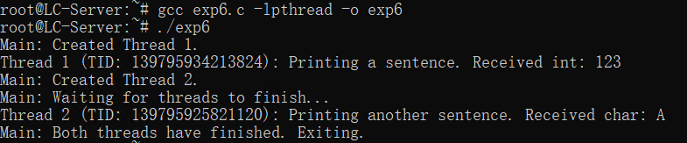 root@LC-Server:~# gcc exp6.c -lpthread -o exp6
root@LC-Server:~# ./exp6
Main: Created Thread 1.
Thread 1 (TID: 139795934213824): Printing a sentence. Received int: 123
Main: Created Thread 2.
Main: Waiting for threads to finish...
Thread 2 (TID: 139795925821120): Printing another sentence. Received char: A
Main: Both threads have finished. Exiting.